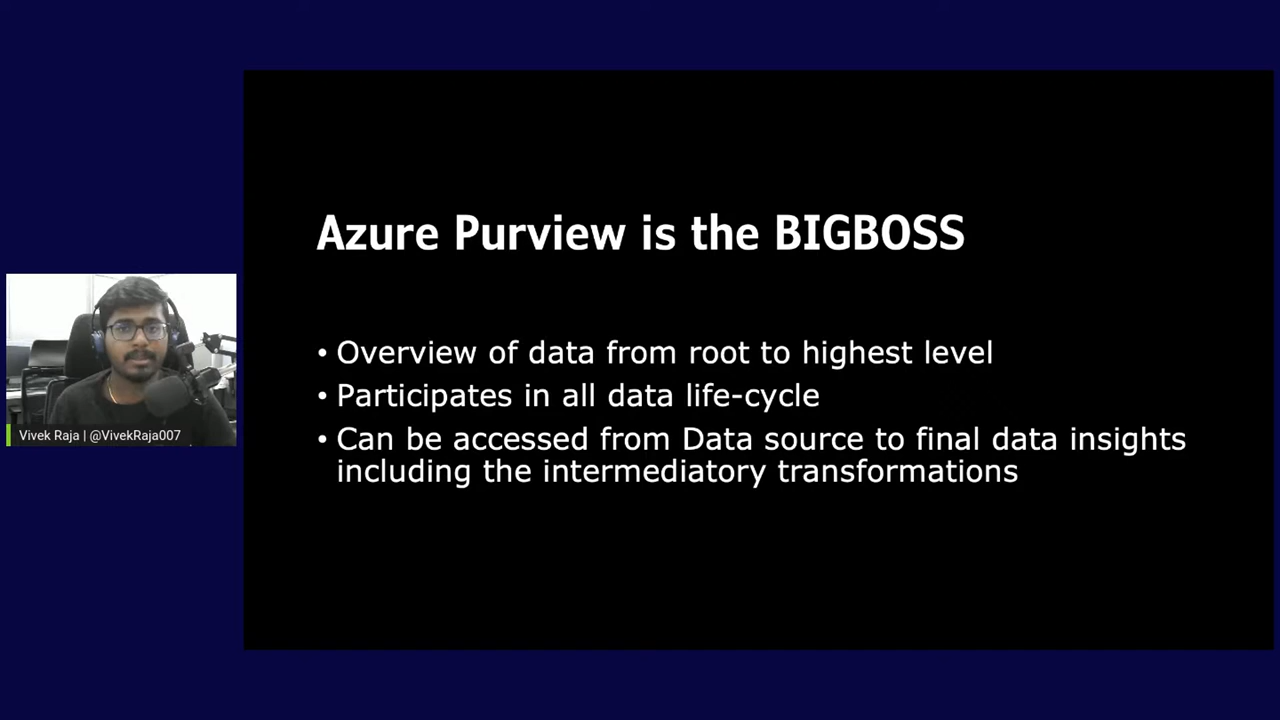 Azure Purview is the BIGBOSS
• Overview of data from root to highest level
• Participates in all data life-cycle
• Can be accessed from Data source to final data insights
including the intermediatory transformations
Vivek Raja | @VivekRaja007